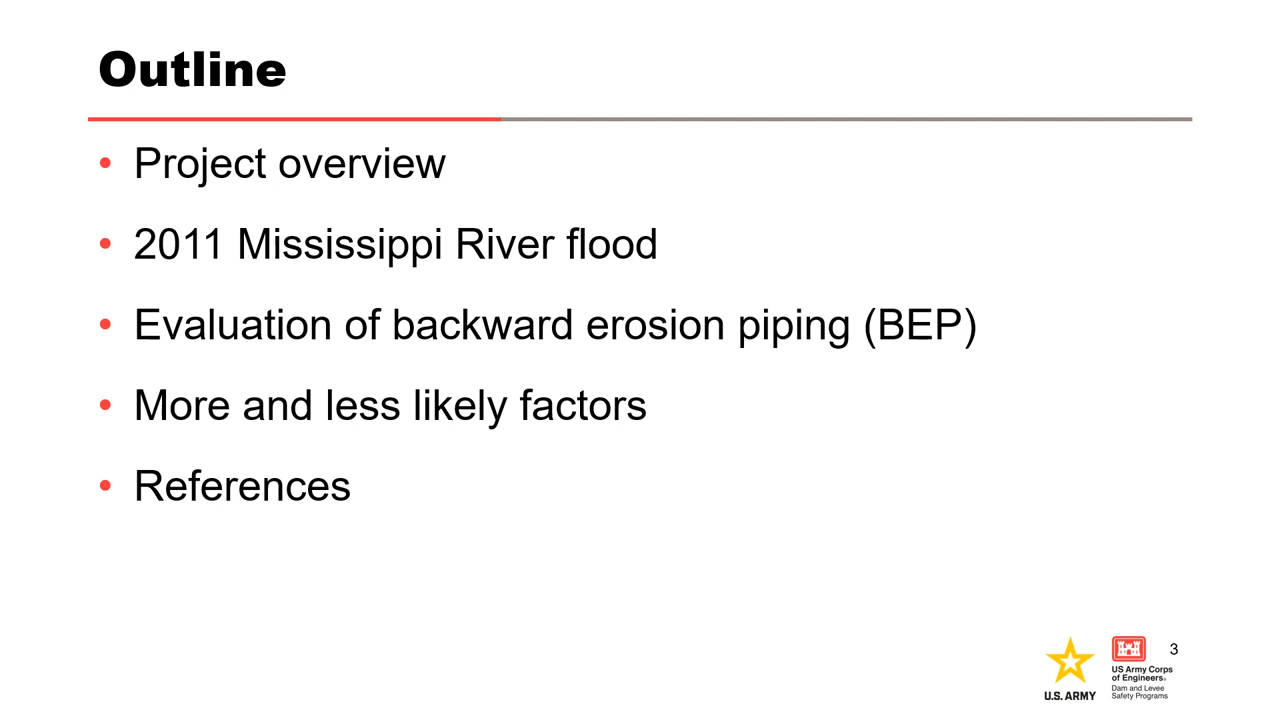 Outline
• Project overview
• 2011 Mississippi River flood
• Evaluation of backward erosion piping (BEP)
• More and less likely factors
• References
3
U.S. ARMY
US Army Corps
of Engineers®
Dam and Levee
Safety Programs